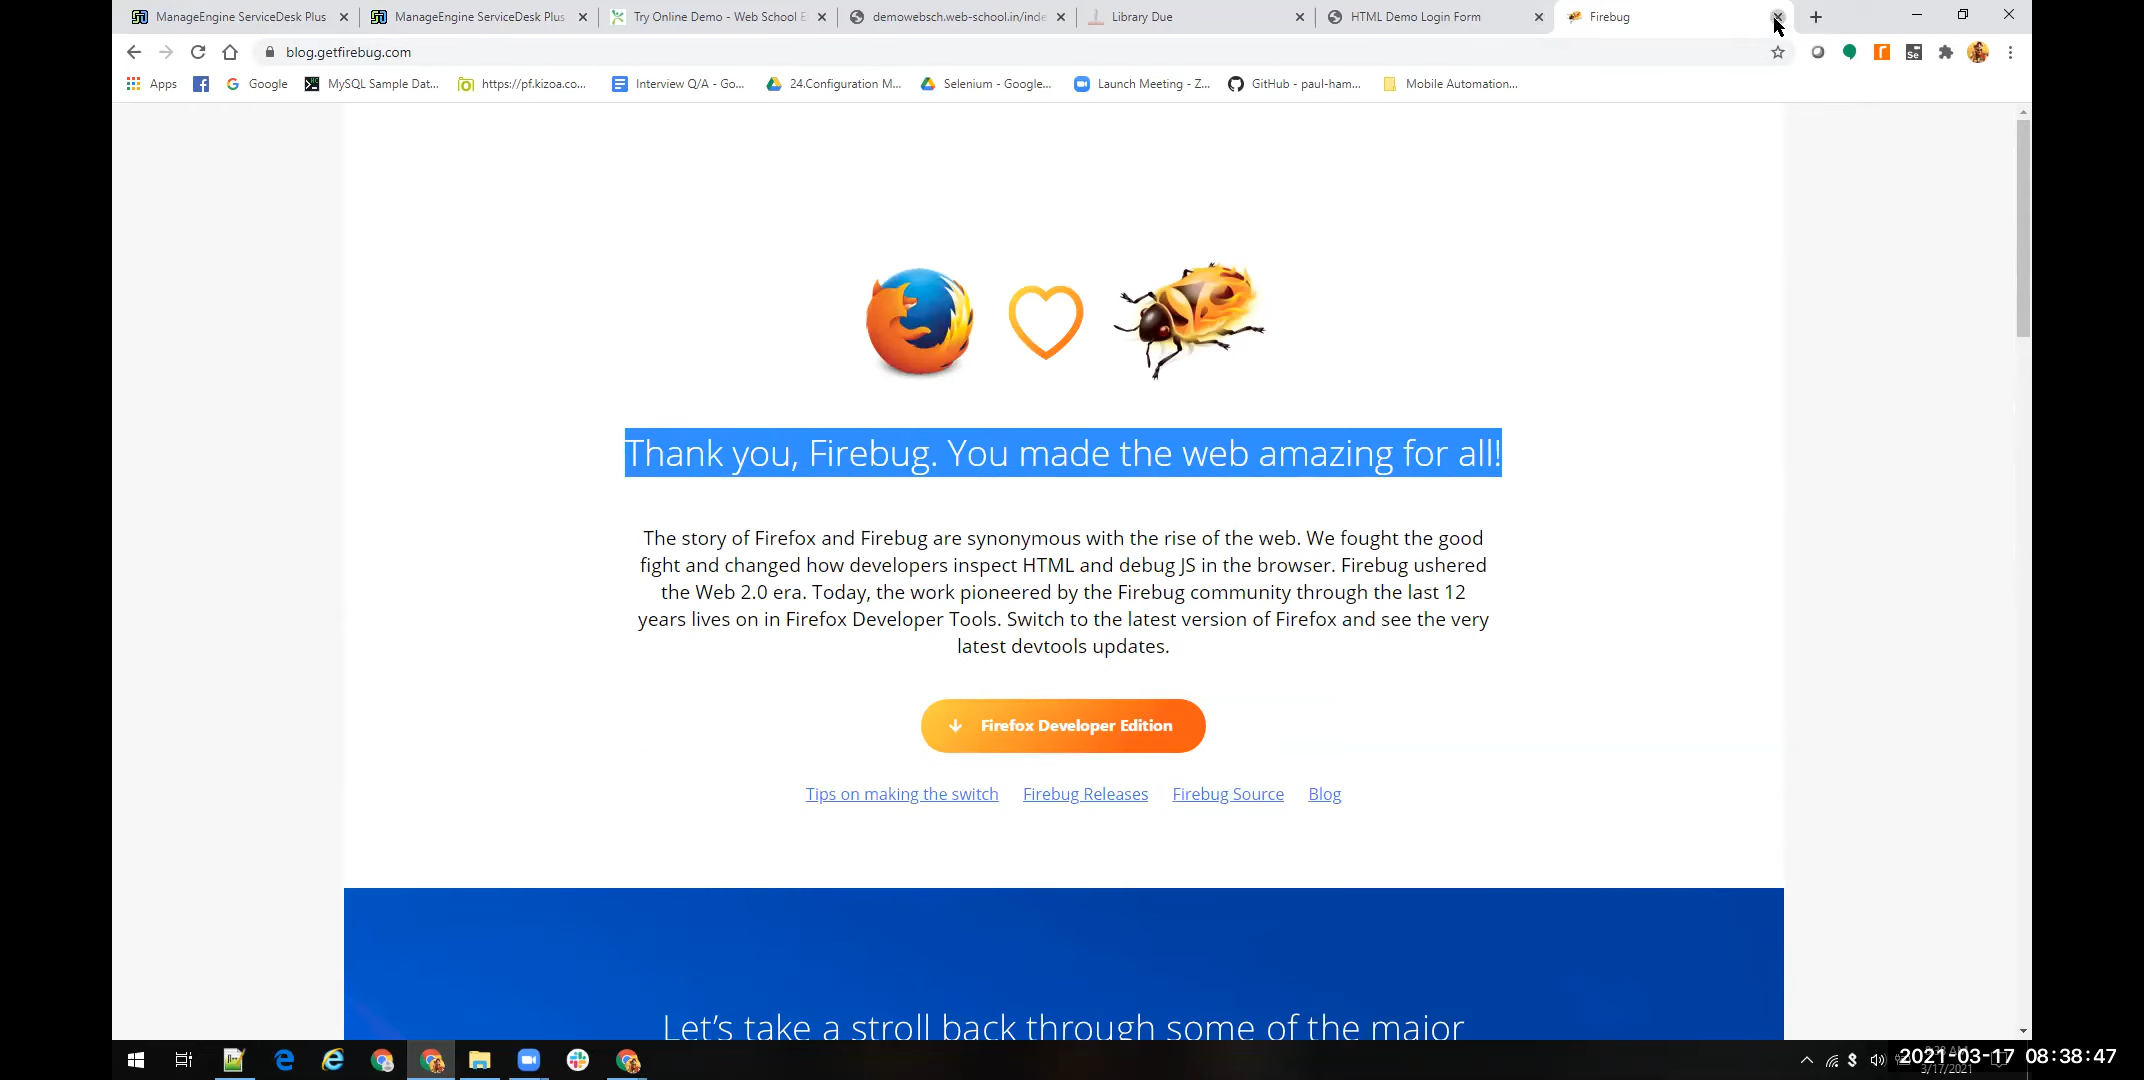 ManageEngine ServiceDesk Plus
ManageEngine ServiceDesk Plus
Try Online Demo - Web School E
demowebsch.web-school.in/inde
Library Due
HTML Demo Login Form
Firebug
blog.getfirebug.com
Apps
Google
MySQL Sample Dat...
https://pf.kizoa.co...
Interview Q/A - Go...
24.Configuration M...
Selenium - Google...
Launch Meeting - Z...
GitHub - paul-ham...
Mobile Automation...
Thank you, Firebug. You made the web amazing for all!
The story of Firefox and Firebug are synonymous with the rise of the web. We fought the good
fight and changed how developers inspect HTML and debug JS in the browser. Firebug ushered
the Web 2.0 era. Today, the work pioneered by the Firebug community through the last 12
years lives on in Firefox Developer Tools. Switch to the latest version of Firefox and see the very
latest devtools updates.
Firefox Developer Edition
Tips on making the switch Firebug Releases Firebug Source Blog
Let's take a stroll back through some of the major
2021-03-17 08:38:47
3/17/2021